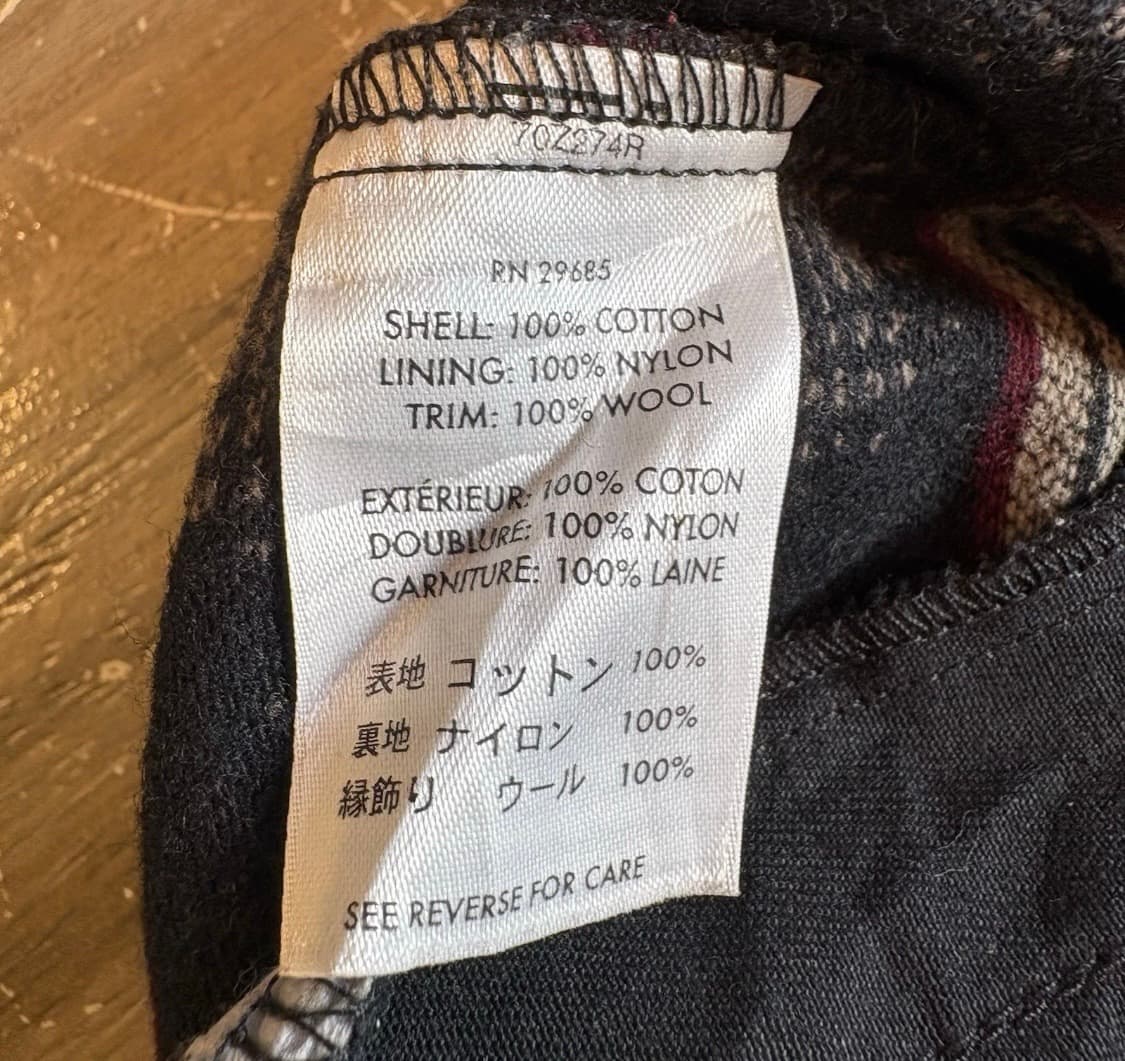 70Z274R
RN 29685
SHELL: 100% COTTON
LINING: 100% NYLON
TRIM: 100% WOOL
EXTÉRIEUR: 100% COTON
DOUBLURE: 100% NYLON
GARNITURE: 100% LAINE
表地 コットン 100%
裏地 ナイロン 100%
縁飾り ウール 100%
SEE REVERSE FOR CARE